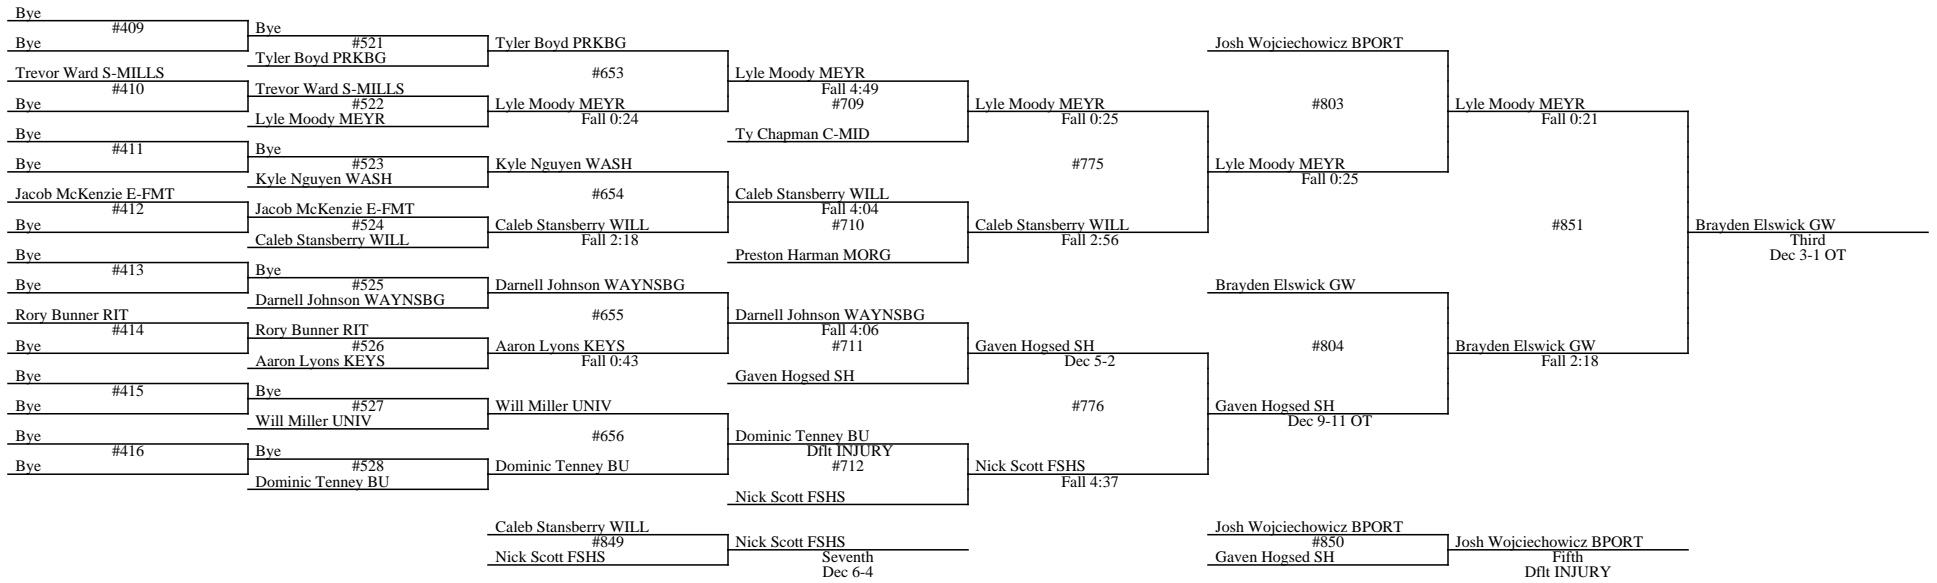 Bye
#409
Bye
Trevor Ward S-MILLS
#410
Bye
Bye
#411
Bye
Jacob McKenzie E-FMT
#412
Bye
Bye
#413
Bye
Rory Bunner RIT
#414
Bye
Bye
#415
Bye
Bye
#416
Bye
Bye
#521
Tyler Boyd PRKBG
Trevor Ward S-MILLS
#522
Lyle Moody MEYR
Bye
#523
Kyle Nguyen WASH
Jacob McKenzie E-FMT
#524
Caleb Stansberry WILL
Bye
#525
Darnell Johnson WAYNSBG
Rory Bunner RIT
#526
Aaron Lyons KEYS
Bye
#527
Will Miller UNIV
Bye
#528
Dominic Tenney BU
Tyler Boyd PRKBG
#653
Lyle Moody MEYR
Fall 0:24
Kyle Nguyen WASH
#654
Caleb Stansberry WILL
Fall 2:18
Darnell Johnson WAYNSBG
#655
Aaron Lyons KEYS
Fall 0:43
Will Miller UNIV
#656
Dominic Tenney BU
Lyle Moody MEYR
Fall 4:49
#709
Ty Chapman C-MID
Caleb Stansberry WILL
Fall 4:04
#710
Preston Harman MORG
Darnell Johnson WAYNSBG
Fall 4:06
#711
Gaven Hogsed SH
Dominic Tenney BU
Dflt INJURY
#712
Nick Scott FSHS
Lyle Moody MEYR
Fall 0:25
#775
Caleb Stansberry WILL
Fall 2:56
Gaven Hogsed SH
Dec 5-2
#776
Nick Scott FSHS
Fall 4:37
Josh Wojciechowicz BPORT
#803
Lyle Moody MEYR
Fall 0:25
Brayden Elswick GW
#804
Gaven Hogsed SH
Dec 9-11 OT
Lyle Moody MEYR
Fall 0:21
#851
Brayden Elswick GW
Fall 2:18
Brayden Elswick GW
Third
Dec 3-1 OT
Caleb Stansberry WILL
#849
Nick Scott FSHS
Nick Scott FSHS
Seventh
Dec 6-4
Josh Wojciechowicz BPORT
#850
Gaven Hogsed SH
Josh Wojciechowicz BPORT
Fifth
Dflt INJURY